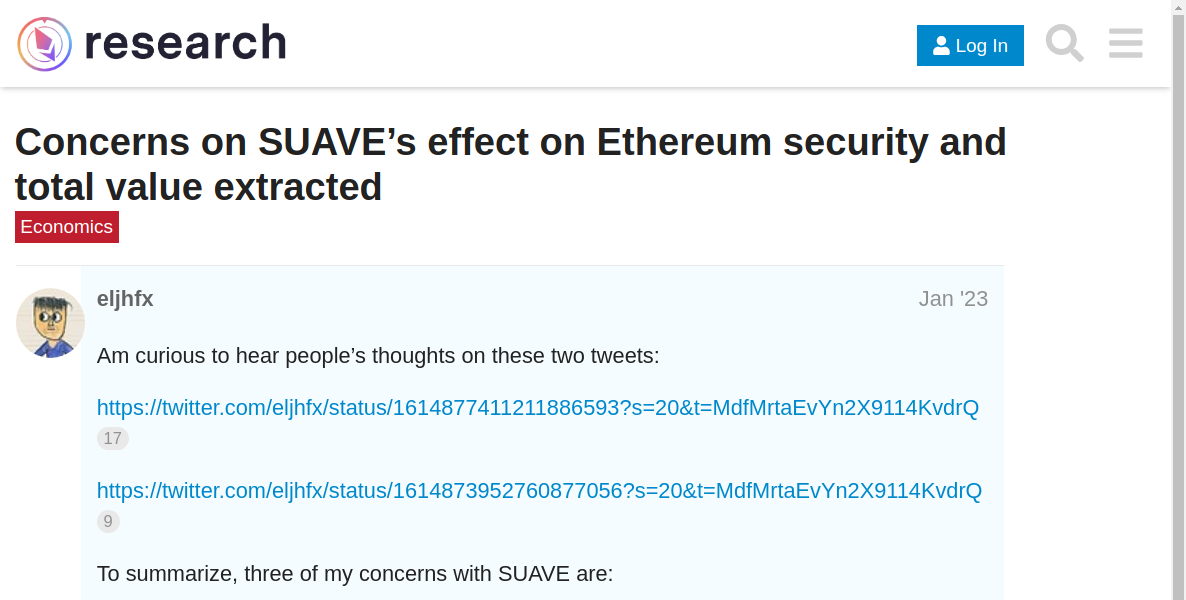 research
Log In
Concerns on SUAVE’s effect on Ethereum security and
total value extracted
Economics
eljhfx
Jan '23
Am curious to hear people’s thoughts on these two tweets:
https://twitter.com/eljhfx/status/1614877411211886593?s=20&t=MdfMrtaEvYn2X9114KvdrQ
17
https://twitter.com/eljhfx/status/1614873952760877056?s=20&t=MdfMrtaEvYn2X9114KvdrQ
9
To summarize, three of my concerns with SUAVE are: